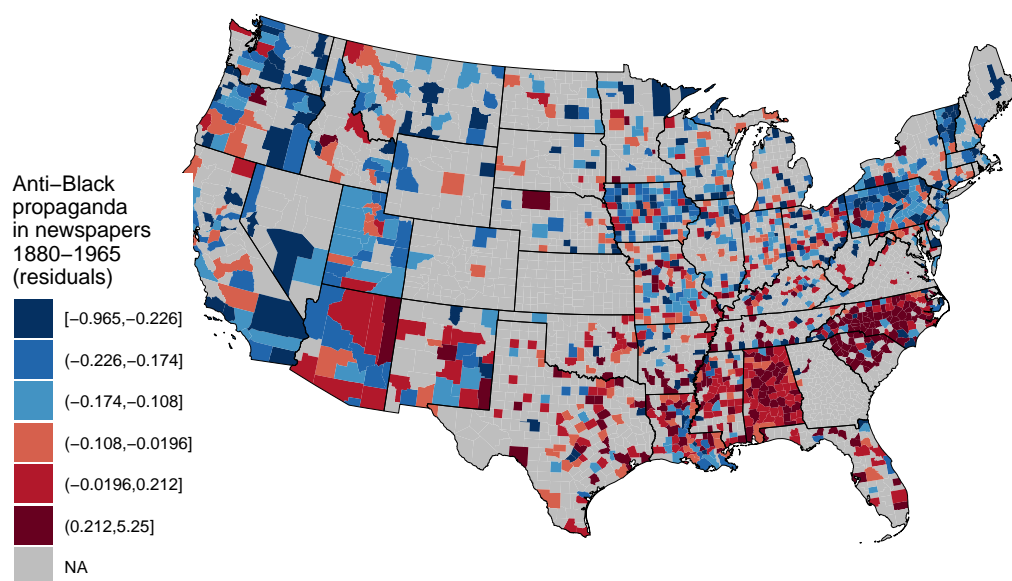 Anti−Black
propaganda
in newspapers
1880−1965
(residuals)
[−0.965,−0.226]
(−0.226,−0.174]
(−0.174,−0.108]
(−0.108,−0.0196]
(−0.0196,0.212]
(0.212,5.25]
NA